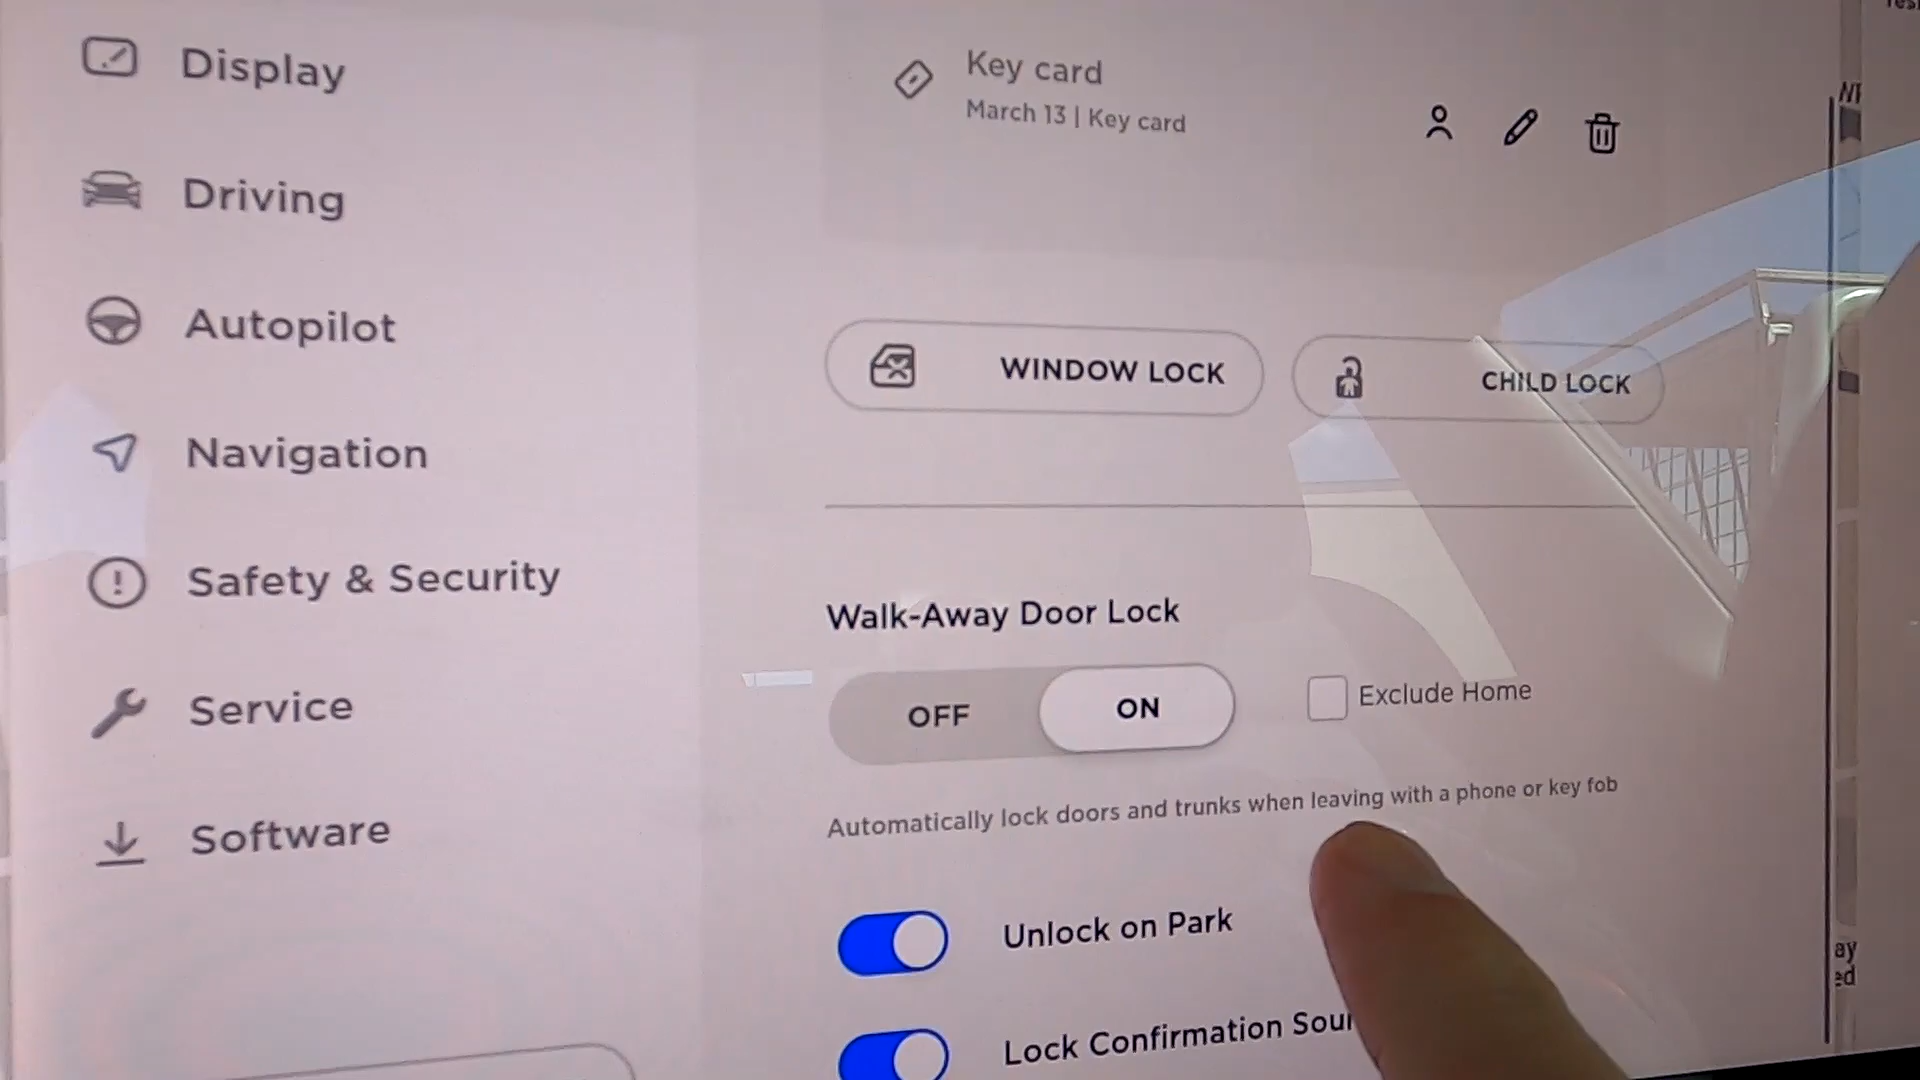 Display
Driving
Autopilot
Navigation
Safety & Security
Service
Software
Key card
March 13 | Key card
WINDOW LOCK
CHILD LOCK
Walk-Away Door Lock
OFF
ON
Exclude Home
Automatically lock doors and trunks when leaving with a phone or key fob
Unlock on Park
Lock Confirmation